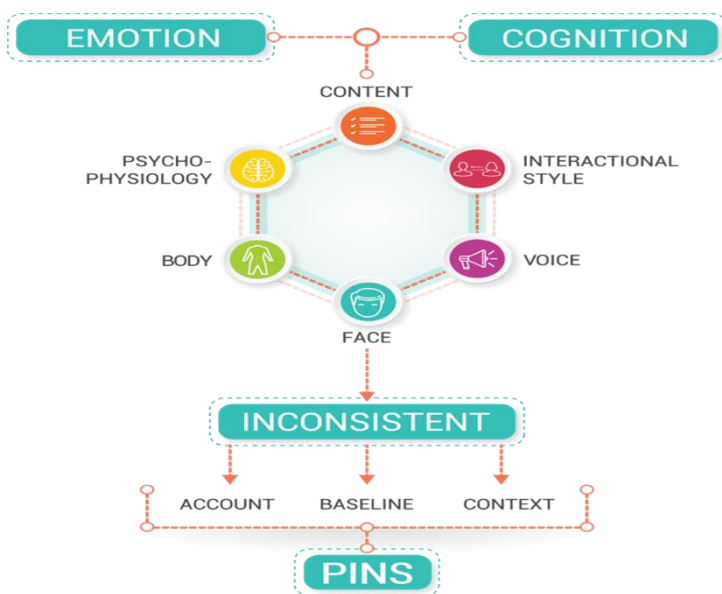 EMOTION
COGNITION
CONTENT
PSYCHO-
PHYSIOLOGY
INTERACTIONAL
STYLE
BODY
VOICE
FACE
INCONSISTENT
ACCOUNT
BASELINE
CONTEXT
PINS